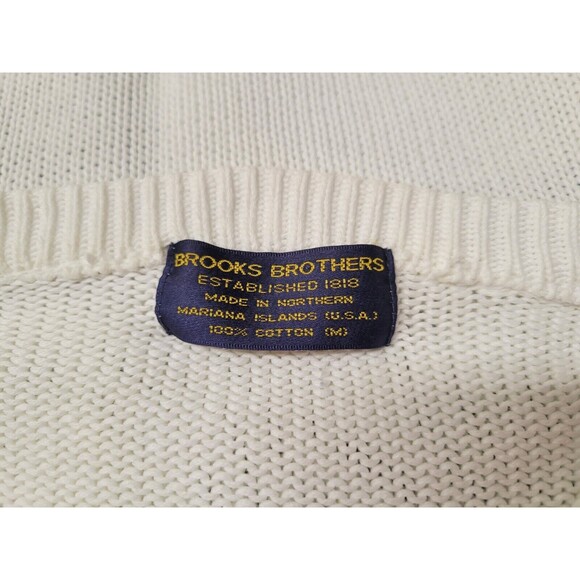 BROOKS BROTHERS
ESTABLISHED 1818
MADE IN NORTHERN
MARIANA ISLANDS (U.S.A.)
100% COTTON (M)